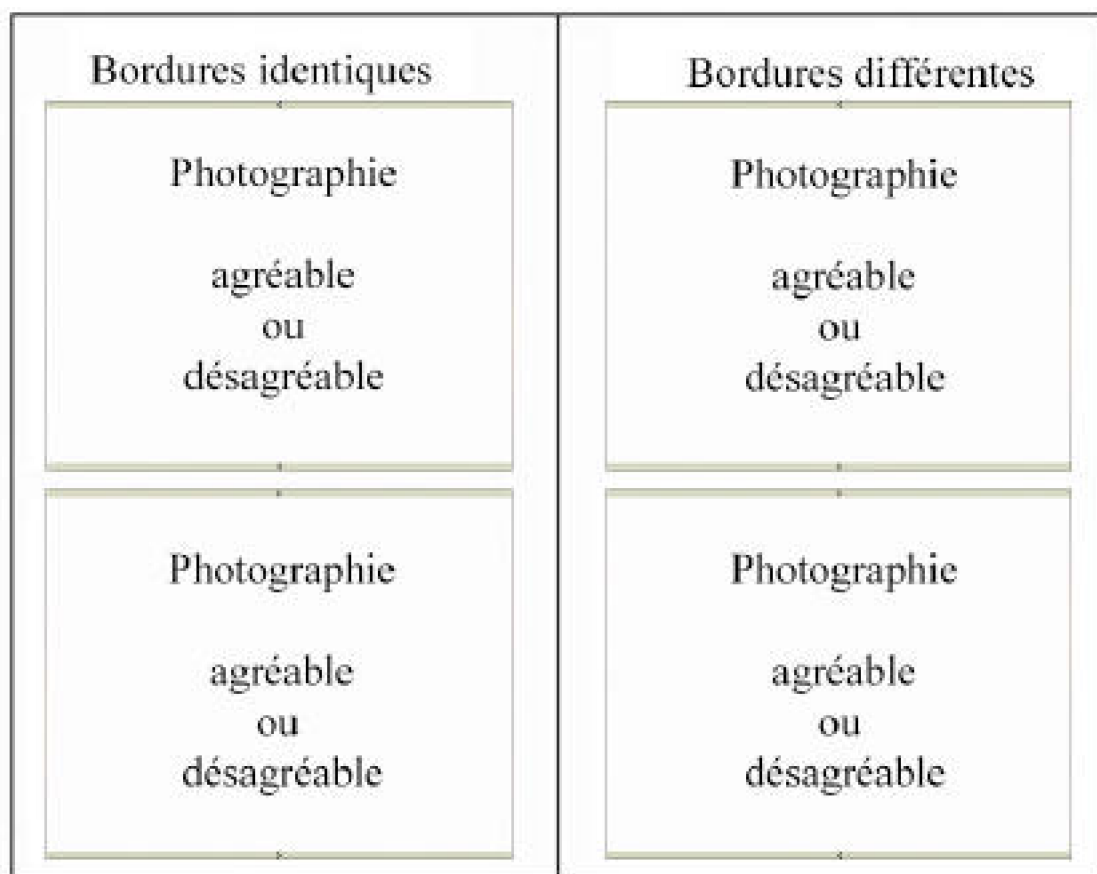 Bordures identiques
Photographie
agréable
ou
désagréable
Photographie
agréable
ou
désagréable
Bordures différentes
Photographie
agréable
ou
désagréable
Photographie
agréable
ou
désagréable